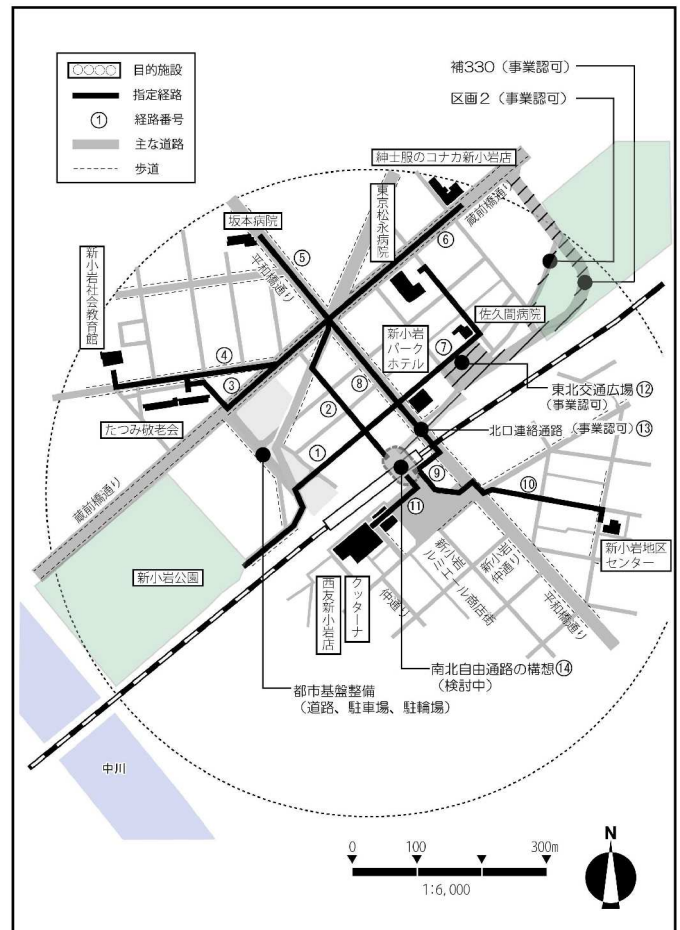 ○○○○ 目的施設
指定経路
① 経路番号
主な道路
歩道
補330（事業認可）
区画2（事業認可）
紳士服のコナカ新小岩店
蔵前橋通り
東京松永病院
⑥
坂本病院
⑤
平和橋通り
新小岩社会教育館
佐久間病院
④
新小岩
パーク
ホテル
⑦
③
②
⑧
東北交通広場⑫
（事業認可）
たつみ敬老会
①
北口連絡通路（事業認可）⑬
⑨
⑩
蔵前橋通り
⑪
新小岩公園
新小岩地区
センター
新小岩
ルミエール商店街
新小岩
仲通り
平和橋通り
西友新小岩店
クッターナ
仲通り
南北自由通路の構想⑭
（検討中）
都市基盤整備
（道路、駐車場、駐輪場）
中川
0 100 300m
1:6,000
N